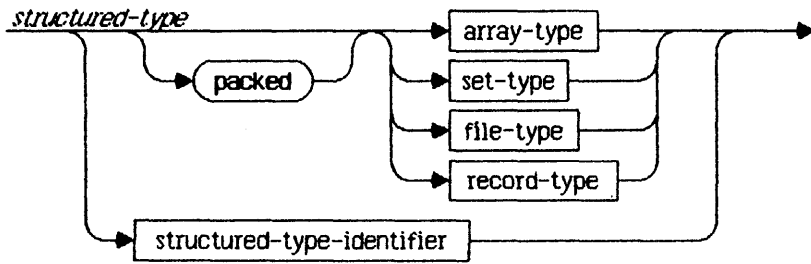 structured-type
array-type
packed
set-type
file-type
record-type
structured-type-identifier